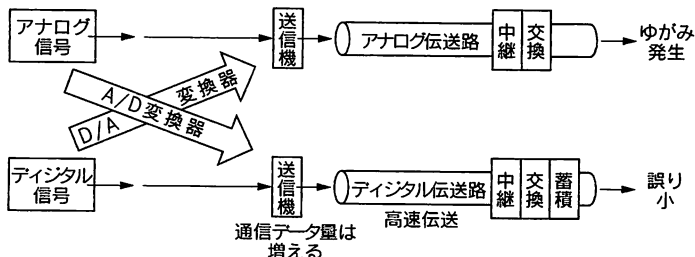 アナログ
信号
送信機
アナログ伝送路
中継
交換
ゆがみ
発生
A/D変換器
D/A 変換器
ディジタル
信号
送信機
ディジタル伝送路
中継
交換
蓄積
誤り
小
高速伝送
通信データ量は
増える